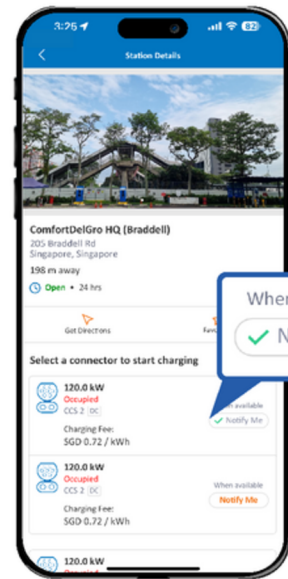 3:25
82
Station Details
ComfortDelGro HQ (Braddell)
205 Braddell Rd
Singapore, Singapore
198 m away
Open • 24 hrs
Get Directions
Select a connector to start charging
120.0 kW
Occupied
CCS 2 DC
When available
Notify Me
Charging Fee:
SGD 0.72 / kWh
120.0 kW
Occupied
CCS 2 DC
When available
Notify Me
Charging Fee:
SGD 0.72 / kWh
120.0 kW